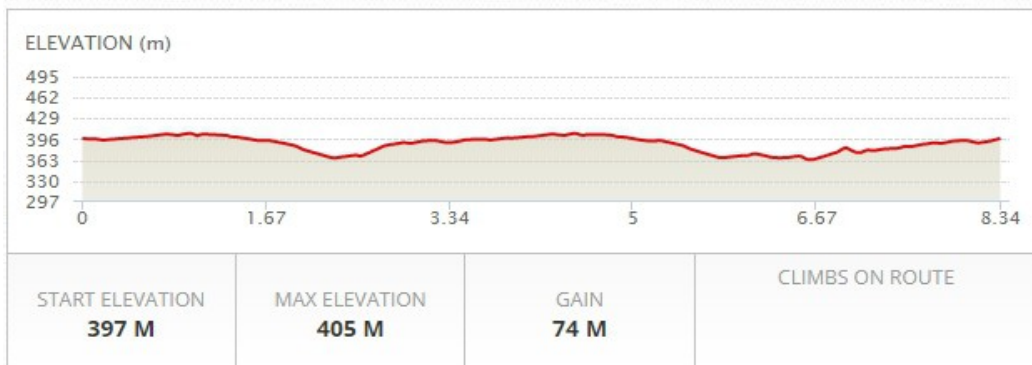 ELEVATION (m)
495
462
429
396
363
330
297
0 1.67 3.34 5 6.67 8.34
START ELEVATION
397 M
MAX ELEVATION
405 M
GAIN
74 M
CLIMBS ON ROUTE